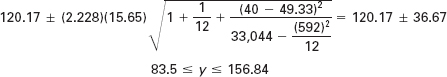 120.17 ± (2.228)(15.65) √(1 + 1/12 + (40 − 49.33)²/(33,044 − (592)²/12)) = 120.17 ± 36.67
83.5 ≤ y ≤ 156.84